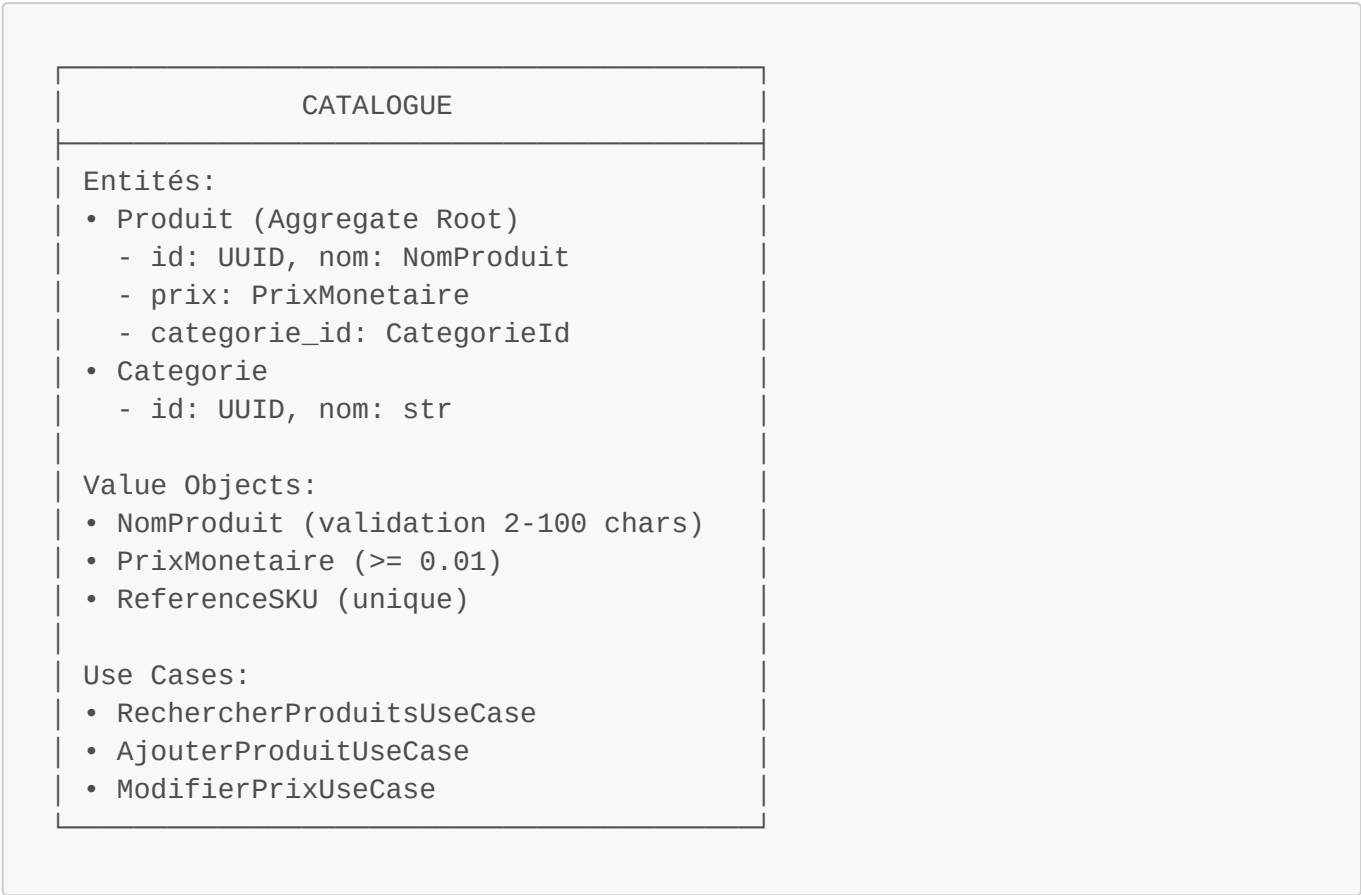 CATALOGUE
Entités:
• Produit (Aggregate Root)
- id: UUID, nom: NomProduit
- prix: PrixMonetaire
- categorie_id: CategorieId
• Categorie
- id: UUID, nom: str
Value Objects:
• NomProduit (validation 2-100 chars)
• PrixMonetaire (>= 0.01)
• ReferenceSKU (unique)
Use Cases:
• RechercherProduitsUseCase
• AjouterProduitUseCase
• ModifierPrixUseCase